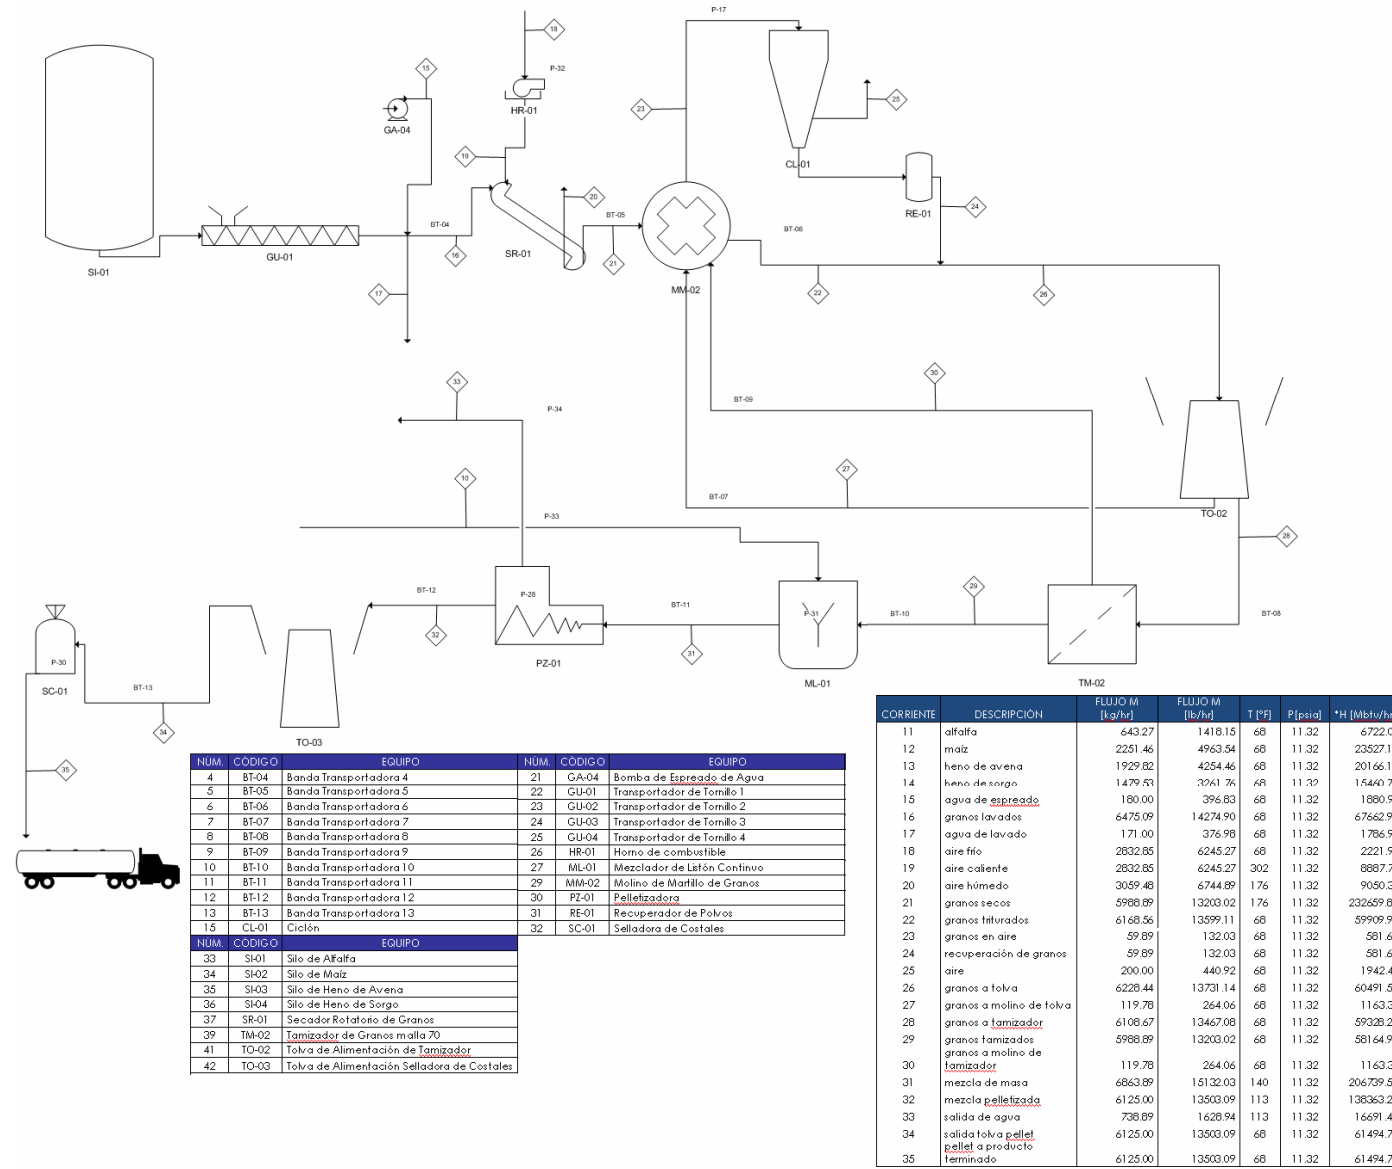 P-17
18
15
P-32
23
25
HR-01
GA-04
19
CL-01
20
24
RE-01
BT-04
BT-05
BT-06
16
SR-01
21
GU-01
SI-01
MM-02
17
22
26
33
30
P-34
BT-09
10
27
BT-07
P-33
TO-02
28
29
BT-12
P-28
BT-11
P-31
BT-10
BT-08
32
31
P-30
PZ-01
SC-01
BT-13
ML-01
TM-02
34
TO-03
35
NÚM. CÓDIGO EQUIPO NÚM. CÓDIGO EQUIPO
4 BT-04 Banda Transportadora 4 21 GA-04 Bomba de Espreado de Agua
5 BT-05 Banda Transportadora 5 22 GU-01 Transportador de Tornillo 1
6 BT-06 Banda Transportadora 6 23 GU-02 Transportador de Tornillo 2
7 BT-07 Banda Transportadora 7 24 GU-03 Transportador de Tornillo 3
8 BT-08 Banda Transportadora 8 25 GU-04 Transportador de Tornillo 4
9 BT-09 Banda Transportadora 9 26 HR-01 Horno de combustible
10 BT-10 Banda Transportadora 10 27 ML-01 Mezclador de Listón Continuo
11 BT-11 Banda Transportadora 11 29 MM-02 Molino de Martillo de Granos
12 BT-12 Banda Transportadora 12 30 PZ-01 Pelletizadora
13 BT-13 Banda Transportadora 13 31 RE-01 Recuperador de Polvos
15 CL-01 Ciclón 32 SC-01 Selladora de Costales
NÚM. CÓDIGO EQUIPO
33 SI-01 Silo de Alfalfa
34 SI-02 Silo de Maíz
35 SI-03 Silo de Heno de Avena
36 SI-04 Silo de Heno de Sorgo
37 SR-01 Secador Rotatorio de Granos
39 TM-02 Tamizador de Granos malla 70
41 TO-02 Tolva de Alimentación de Tamizador
42 TO-03 Tolva de Alimentación Selladora de Costales
CORRIENTE DESCRIPCIÓN FLUJO M [kg/hr] FLUJO M [lb/hr] T [°F] P[psia] *H [Mbtu/hr
11 alfalfa 643.27 1418.15 68 11.32 6722.0
12 maíz 2251.46 4963.54 68 11.32 23527.1
13 heno de avena 1929.82 4254.46 68 11.32 20166.1
14 heno de sorgo 1479.53 3261.76 68 11.32 15460.7
15 agua de espreado 180.00 396.83 68 11.32 1880.9
16 granos lavados 6475.09 14274.90 68 11.32 67662.9
17 agua de lavado 171.00 376.98 68 11.32 1786.9
18 aire frío 2832.85 6245.27 68 11.32 2221.9
19 aire caliente 2832.85 6245.27 302 11.32 8887.7
20 aire húmedo 3059.48 6744.89 176 11.32 9050.3
21 granos secos 5988.89 13203.02 176 11.32 232659.8
22 granos triturados 6168.56 13599.11 68 11.32 59909.9
23 granos en aire 59.89 132.03 68 11.32 581.6
24 recuperación de granos 59.89 132.03 68 11.32 581.6
25 aire 200.00 440.92 68 11.32 1942.4
26 granos a tolva 6228.44 13731.14 68 11.32 60491.5
27 granos a molino de tolva 119.78 264.06 68 11.32 1163.3
28 granos a tamizador 6108.67 13467.08 68 11.32 59328.2
29 granos tamizados 5988.89 13203.02 68 11.32 58164.9
granos a molino de
30 tamizador 119.78 264.06 68 11.32 1163.3
31 mezcla de masa 6863.89 15132.03 140 11.32 206739.5
32 mezcla pelletizada 6125.00 13503.09 113 11.32 138363.2
33 salida de agua 738.89 1628.94 113 11.32 16691.4
34 salida tolva pellet 6125.00 13503.09 68 11.32 61494.7
pellet a producto
35 terminado 6125.00 13503.09 68 11.32 61494.7